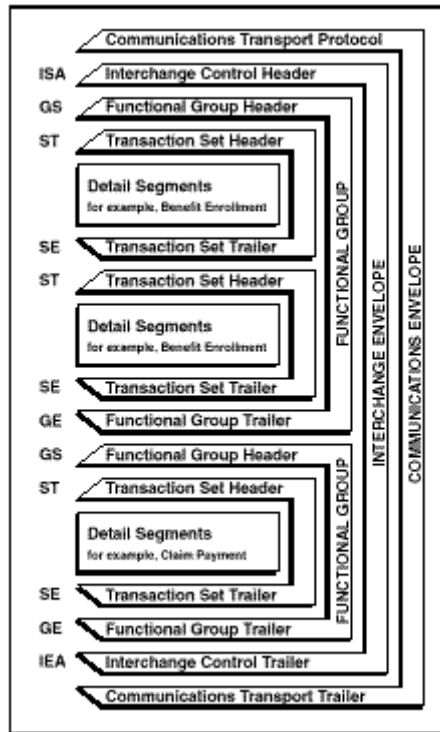 Communications Transport Protocol
ISA Interchange Control Header
GS Functional Group Header
ST Transaction Set Header
Detail Segments
for example, Benefit Enrollment
SE Transaction Set Trailer
ST Transaction Set Header
Detail Segments
for example, Benefit Enrollment
SE Transaction Set Trailer
GE Functional Group Trailer
FUNCTIONAL GROUP
GS Functional Group Header
ST Transaction Set Header
Detail Segments
for example, Claim Payment
SE Transaction Set Trailer
GE Functional Group Trailer
FUNCTIONAL GROUP
IEA Interchange Control Trailer
INTERCHANGE ENVELOPE
Communications Transport Trailer
COMMUNICATIONS ENVELOPE